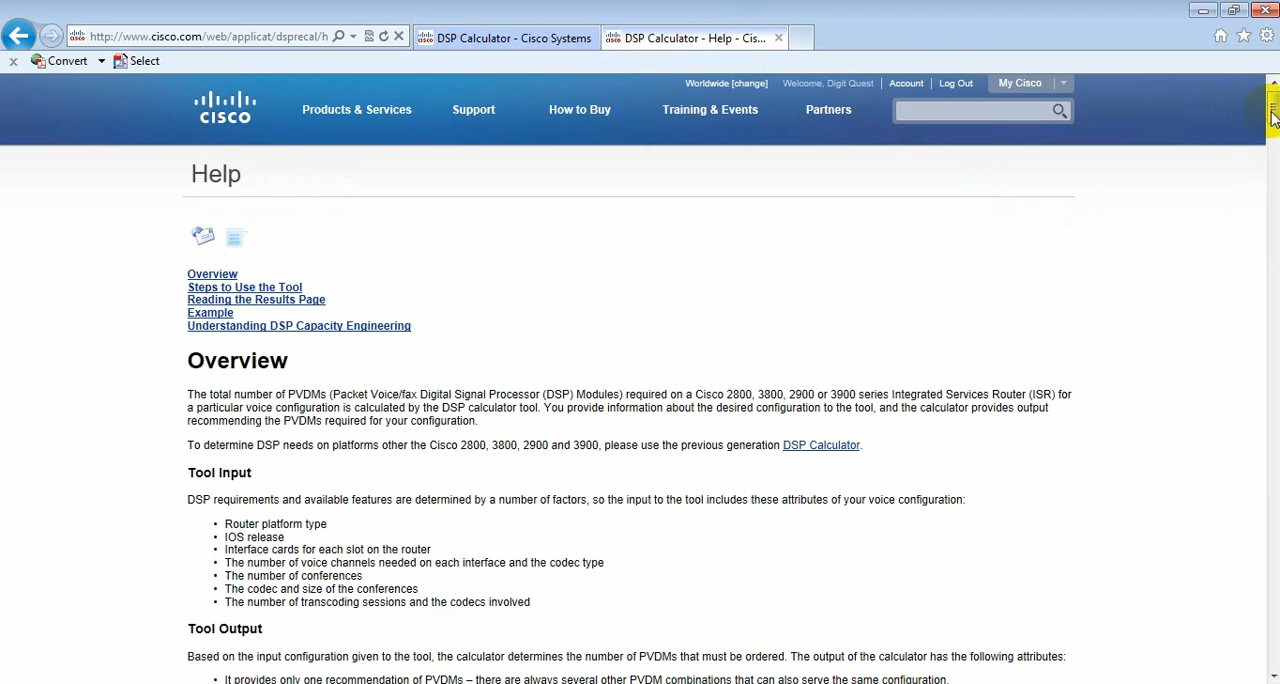 http://www.cisco.com/web/applicat/dsprecal/h
DSP Calculator - Cisco Systems
DSP Calculator - Help - Cis...
Convert
Select
Worldwide [change]
Welcome, Digit Quest
Account
Log Out
My Cisco
CISCO
Products & Services
Support
How to Buy
Training & Events
Partners
Help
Overview
Steps to Use the Tool
Reading the Results Page
Example
Understanding DSP Capacity Engineering
Overview
The total number of PVDMs (Packet Voice/fax Digital Signal Processor (DSP) Modules) required on a Cisco 2800, 3800, 2900 or 3900 series Integrated Services Router (ISR) for
a particular voice configuration is calculated by the DSP calculator tool. You provide information about the desired configuration to the tool, and the calculator provides output
recommending the PVDMs required for your configuration.
To determine DSP needs on platforms other the Cisco 2800, 3800, 2900 and 3900, please use the previous generation DSP Calculator.
Tool Input
DSP requirements and available features are determined by a number of factors, so the input to the tool includes these attributes of your voice configuration:
• Router platform type
• IOS release
• Interface cards for each slot on the router
• The number of voice channels needed on each interface and the codec type
• The number of conferences
• The codec and size of the conferences
• The number of transcoding sessions and the codecs involved
Tool Output
Based on the input configuration given to the tool, the calculator determines the number of PVDMs that must be ordered. The output of the calculator has the following attributes:
• It provides only one recommendation of PVDMs – there are always several other PVDM combinations that can also serve the same configuration.